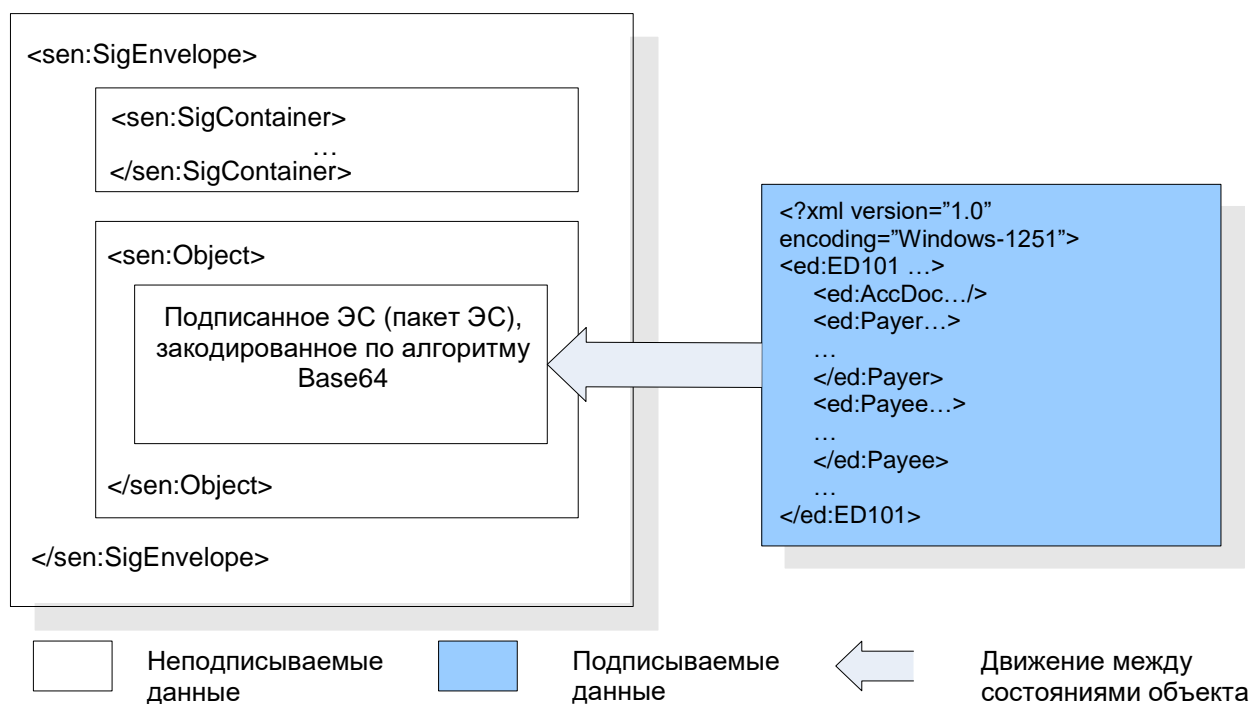 <sen:SigEnvelope>
<sen:SigContainer>
…
</sen:SigContainer>
<sen:Object>
Подписанное ЭС (пакет ЭС),
закодированное по алгоритму
Base64
</sen:Object>
</sen:SigEnvelope>
<?xml version=”1.0”
encoding=”Windows-1251”>
<ed:ED101 …>
<ed:AccDoc…/>
<ed:Payer…>
…
</ed:Payer>
<ed:Payee…>
…
</ed:Payee>
…
</ed:ED101>
Неподписываемые
данные
Подписываемые
данные
Движение между
состояниями объекта